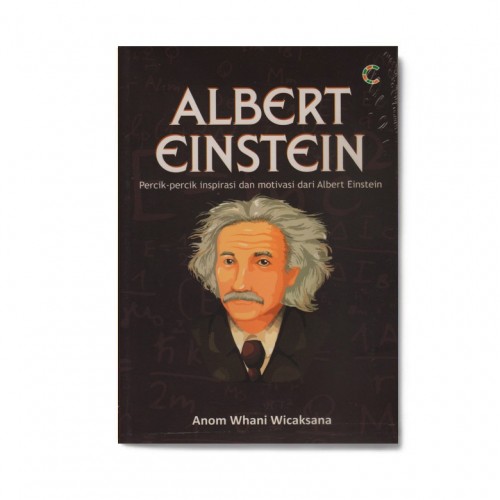 ALBERT
EINSTEIN
Percik-percik inspirasi dan motivasi dari Albert Einstein
Anom Whani Wicaksana